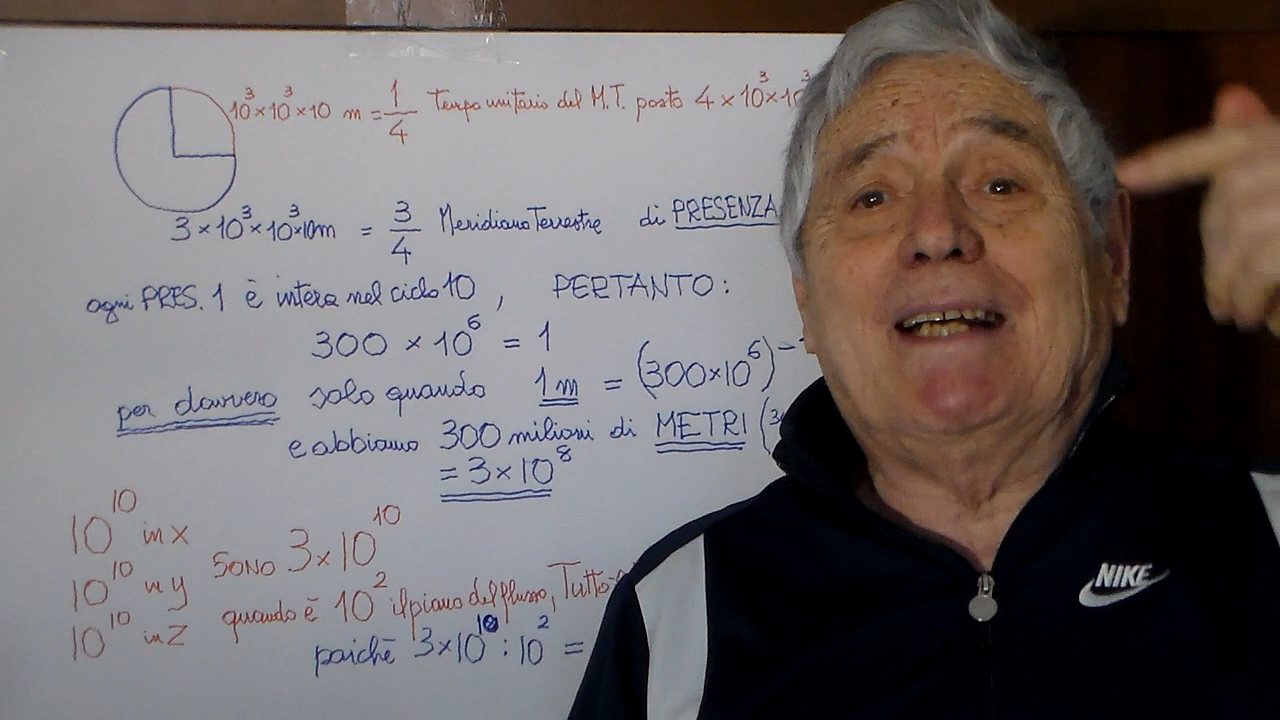 10³×10³×10 m = 1/4 Tempo unitario del M.T. posto 4×10³×10³
3×10³×10³×10m = 3/4 Meridiano Terrestre di PRESENZA
ogni PRES. 1 è intera nel ciclo 10, PERTANTO:
300 × 10⁶ = 1
per davvero solo quando 1m = (300×10⁶)⁻
e abbiamo 300 milioni di METRI (
= 3×10⁸
10¹⁰ in x
10¹⁰ in y
10¹⁰ in Z
SONO 3×10¹⁰
quando è 10² il piano del flusso, Tutto
poichè 3×10¹⁰ : 10² =
NIKE